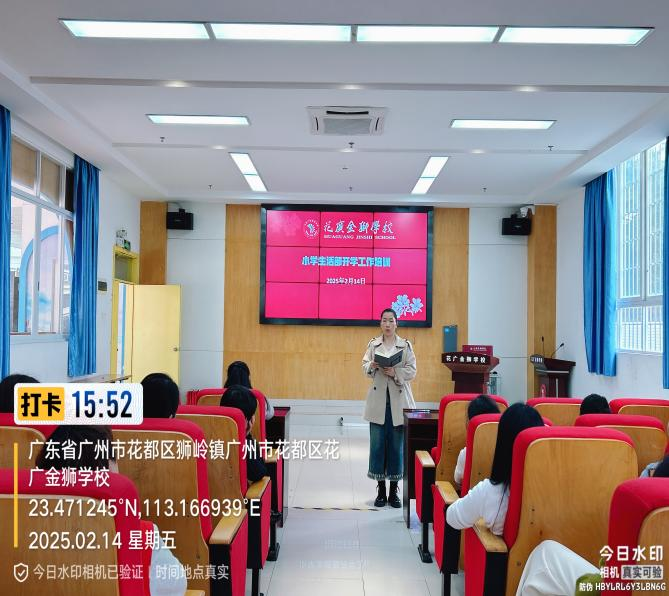 花广金狮学校
HUAGUANG JINSHI SCHOOL
小学生活部开学工作培训
2025年2月14日
花广金狮学校
打卡 15:52
广东省广州市花都区狮岭镇广州市花都区花
广金狮学校
23.471245°N,113.166939°E
2025.02.14 星期五
今日水印相机已验证 | 时间地点真实
今日水印
相机 真实可验
防伪 HBYLRL6Y3LBN6G